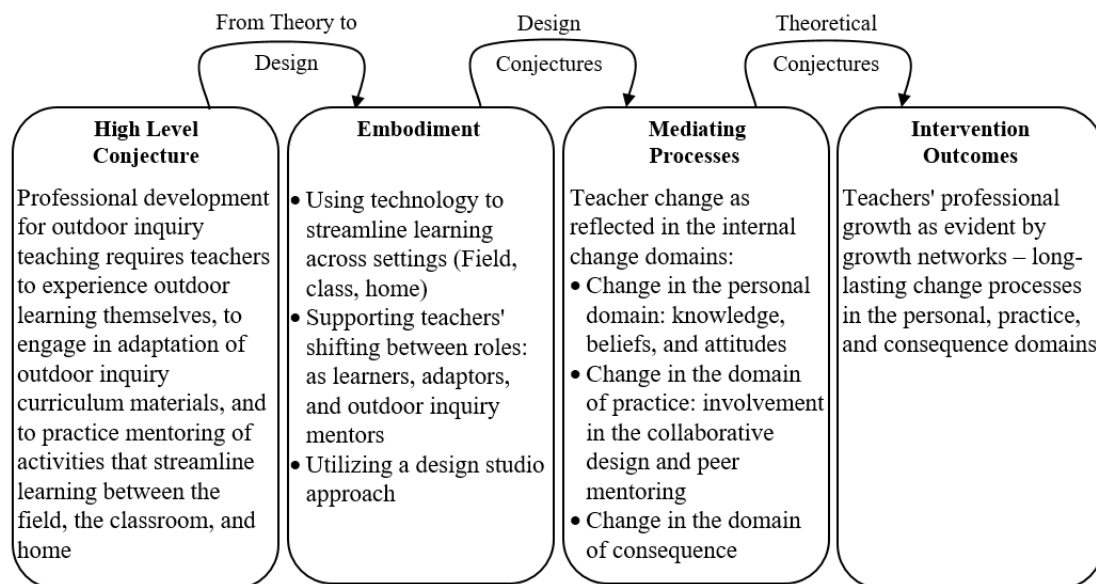 From Theory to
Design
Design
Conjectures
Theoretical
Conjectures
High Level
Conjecture
Professional development
for outdoor inquiry
teaching requires teachers
to experience outdoor
learning themselves, to
engage in adaptation of
outdoor inquiry
curriculum materials, and
to practice mentoring of
activities that streamline
learning between the
field, the classroom, and
home
Embodiment
• Using technology to
streamline learning
across settings (Field,
class, home)
• Supporting teachers'
shifting between roles:
as learners, adaptors,
and outdoor inquiry
mentors
• Utilizing a design studio
approach
Mediating
Processes
Teacher change as
reflected in the internal
change domains:
• Change in the personal
domain: knowledge,
beliefs, and attitudes
• Change in the domain
of practice: involvement
in the collaborative
design and peer
mentoring
• Change in the domain
of consequence
Intervention
Outcomes
Teachers' professional
growth as evident by
growth networks – long-
lasting change processes
in the personal, practice,
and consequence domains